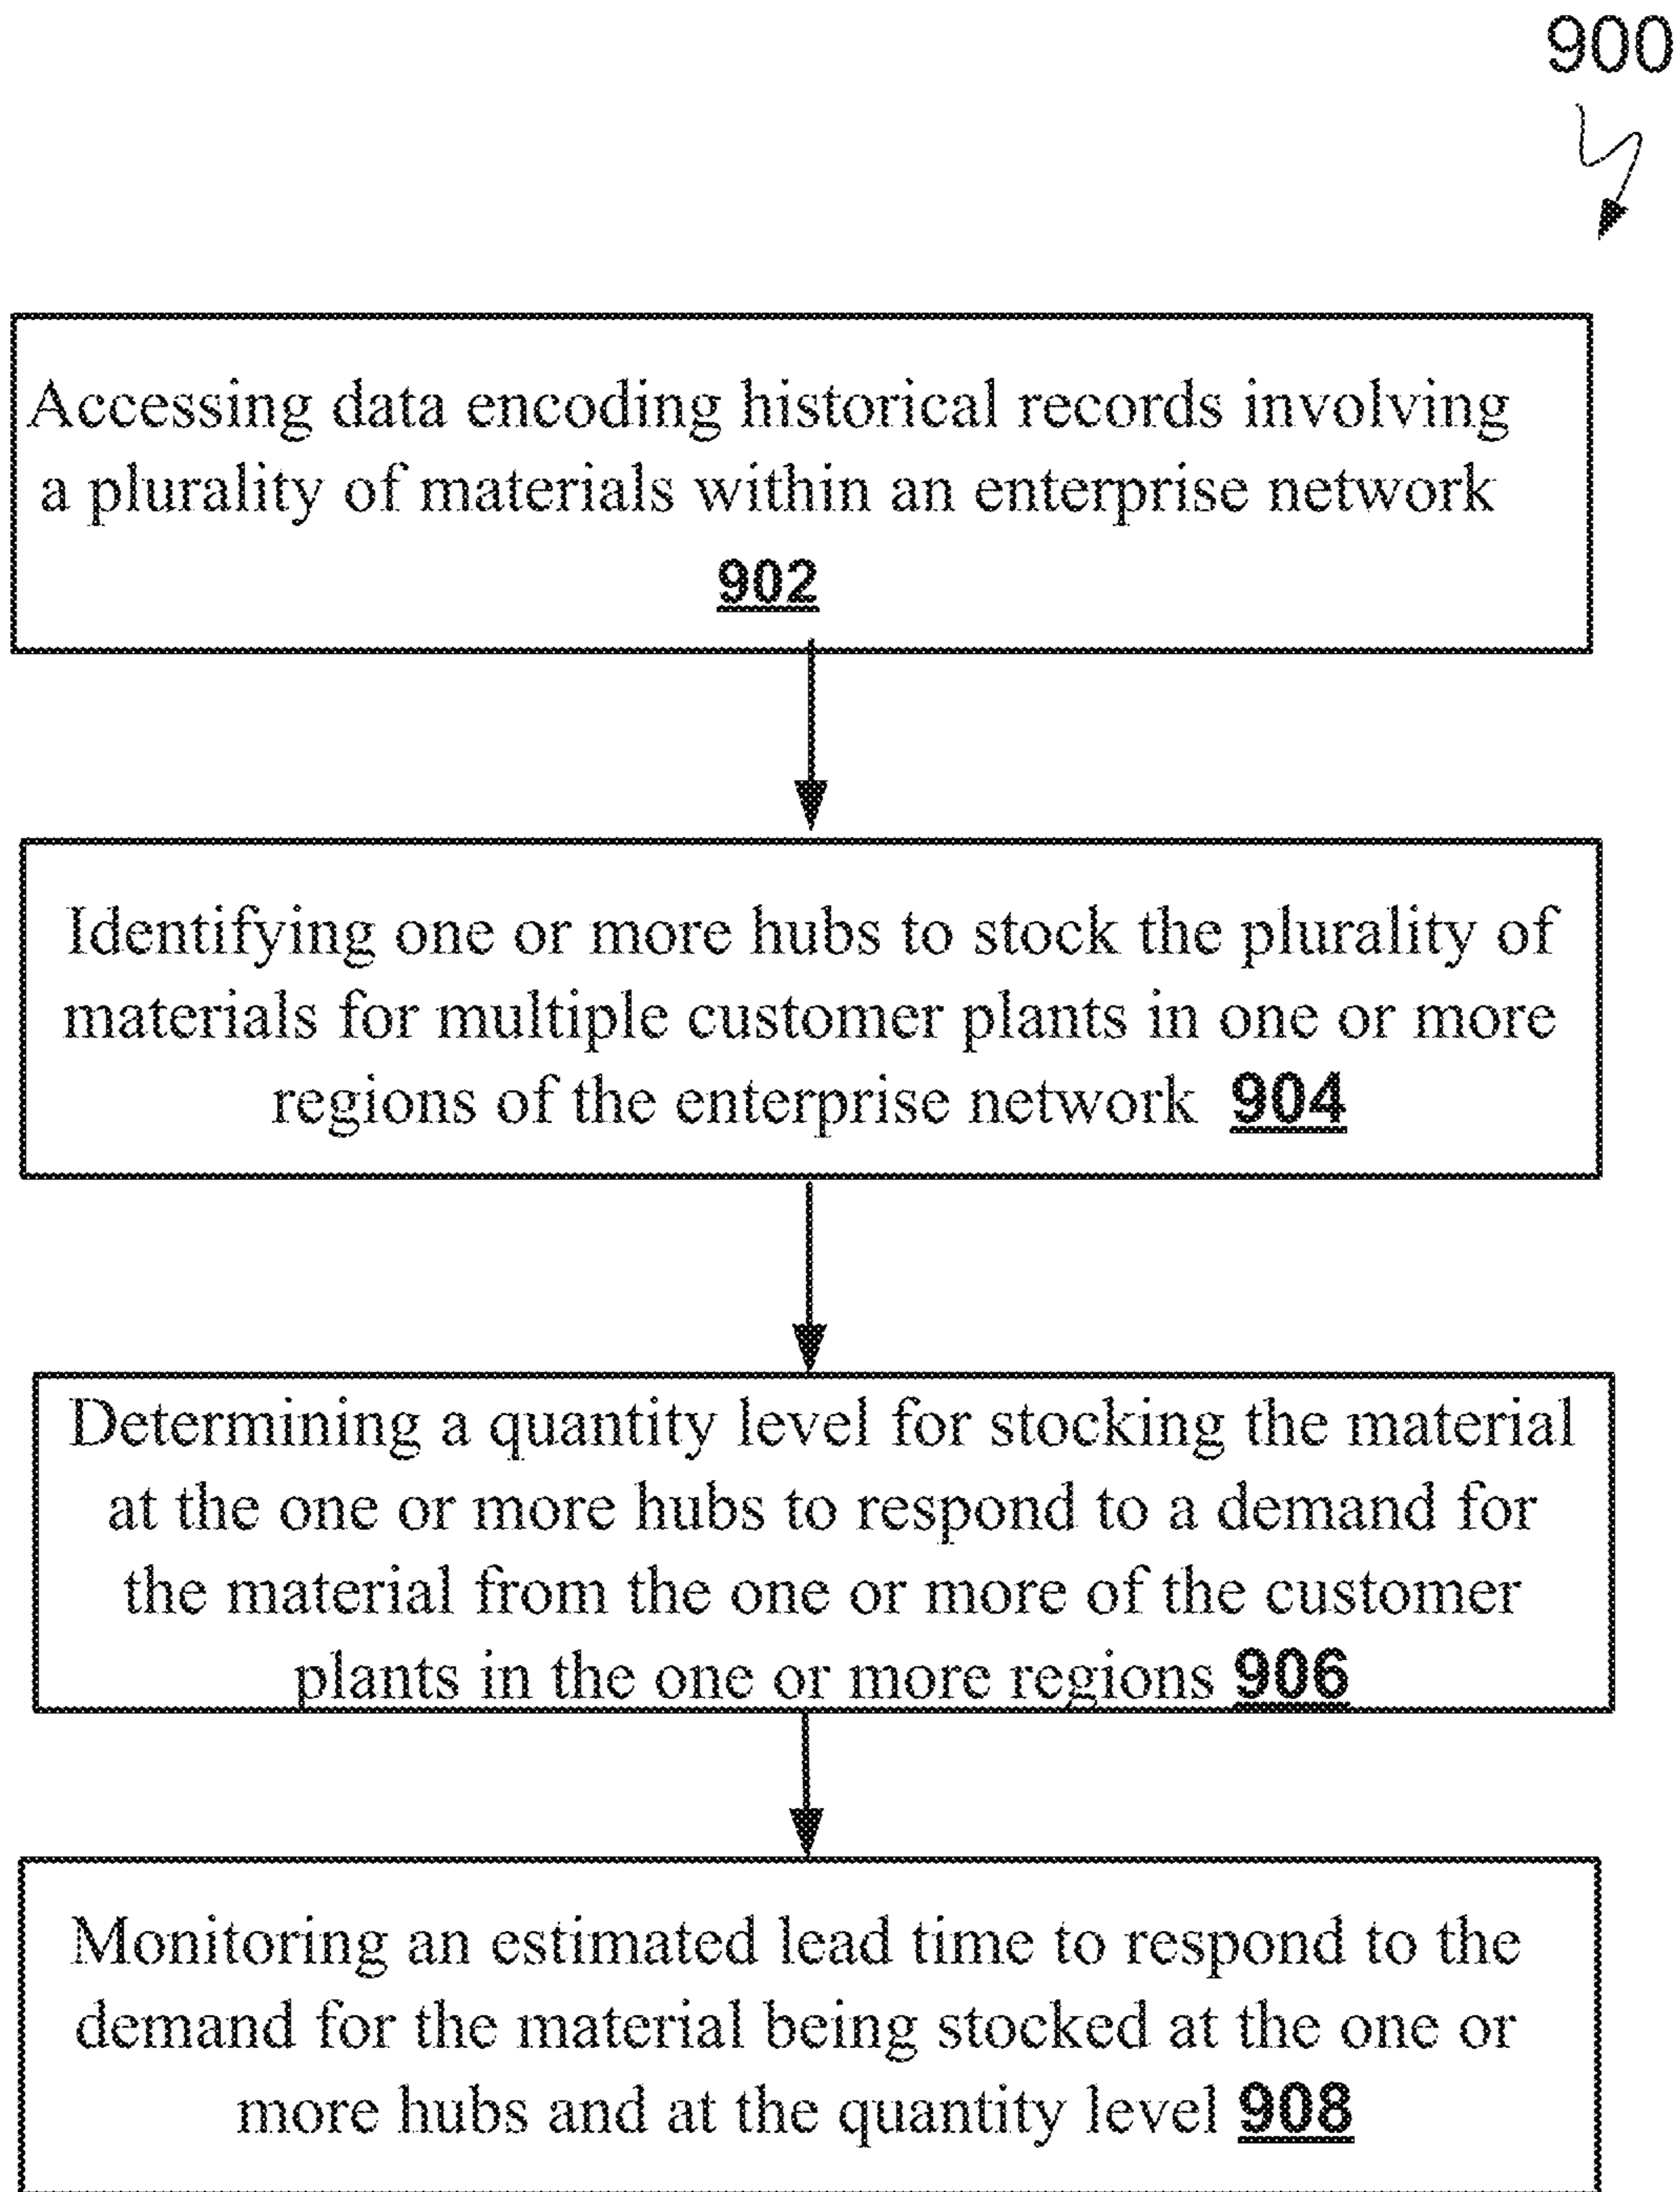 900
Accessing data encoding historical records involving
a plurality of materials within an enterprise network
902
Identifying one or more hubs to stock the plurality of
materials for multiple customer plants in one or more
regions of the enterprise network 904
Determining a quantity level for stocking the material
at the one or more hubs to respond to a demand for
the material from the one or more of the customer
plants in the one or more regions 906
Monitoring an estimated lead time to respond to the
demand for the material being stocked at the one or
more hubs and at the quantity level 908